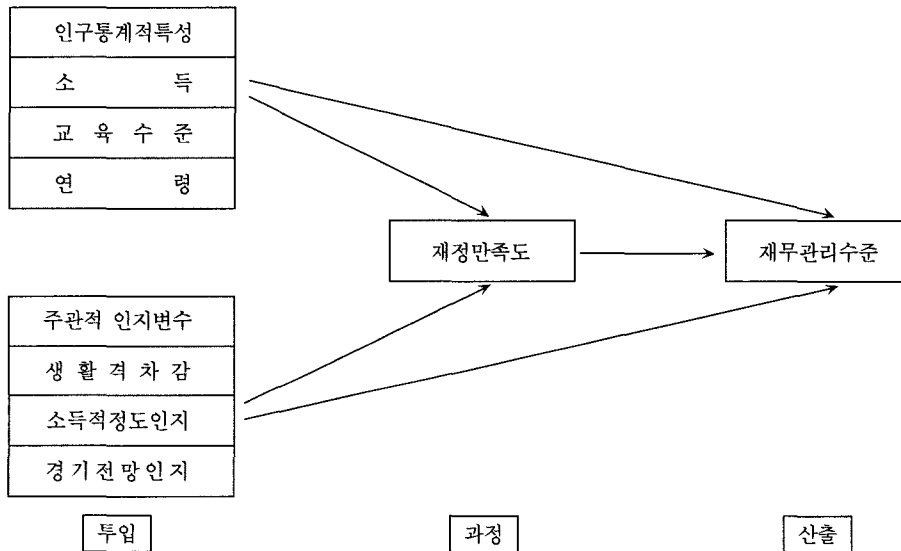 인구통계적특성
소 득
교 육 수 준
연 령
재정만족도
재무관리수준
주관적 인지변수
생 활 격 차 감
소득적정도인지
경 기 전 망 인 지
투입
과정
산출